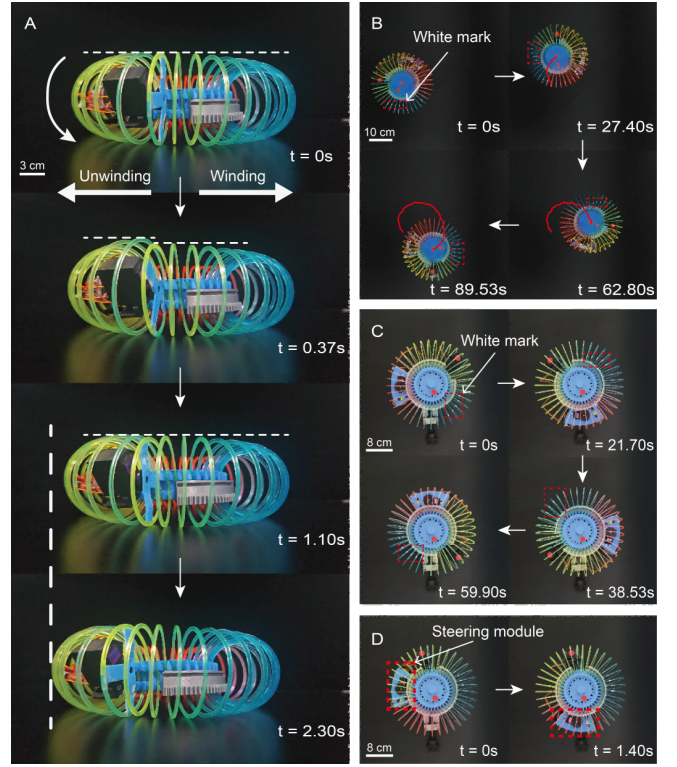 A
t = 0s
3 cm
Unwinding
Winding
t = 0.37s
t = 1.10s
t = 2.30s
B
White mark
10 cm
t = 0s
t = 27.40s
t = 89.53s
t = 62.80s
C
White mark
8 cm
t = 0s
t = 21.70s
t = 59.90s
t = 38.53s
D
Steering module
8 cm
t = 0s
t = 1.40s